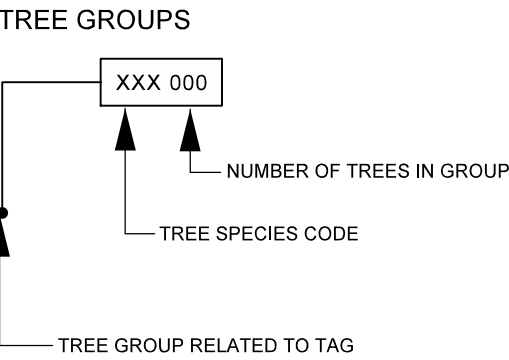 TREE GROUPS
XXX 000
NUMBER OF TREES IN GROUP
TREE SPECIES CODE
TREE GROUP RELATED TO TAG